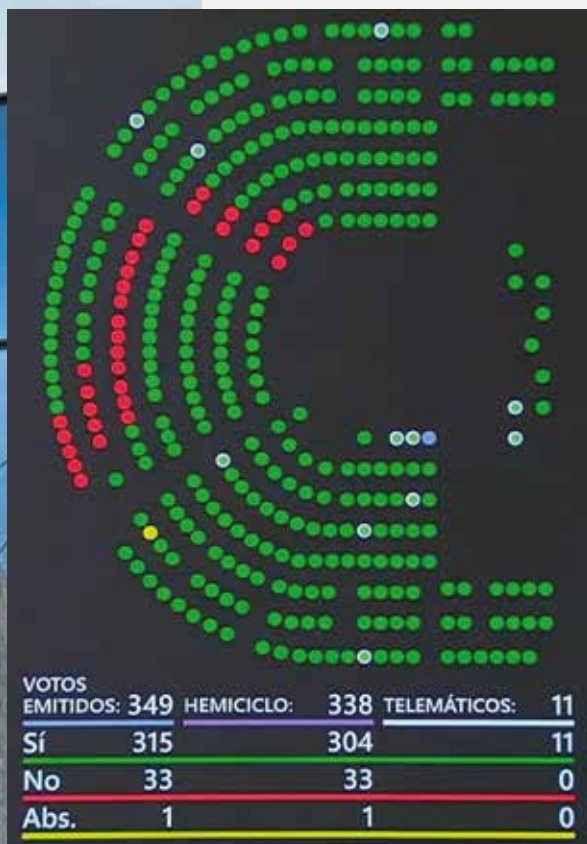 VOTOS
EMITIDOS: 349 HEMICICLO: 338 TELEMÁTICOS: 11
Sí 315 304 11
No 33 33 0
Abs. 1 1 0